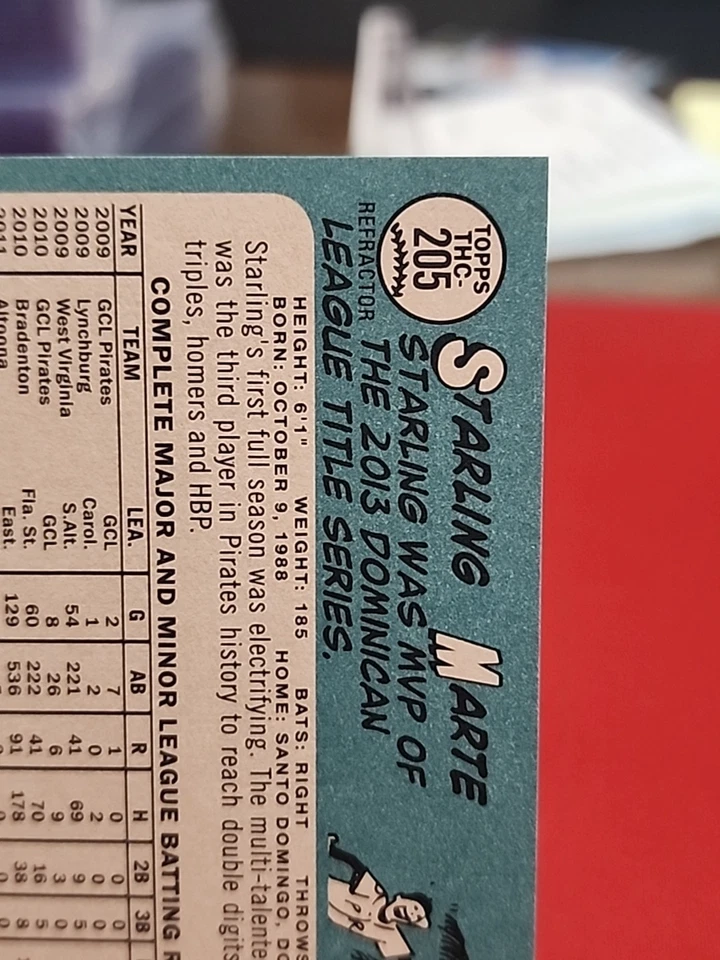 TOPPS
THC-
205
REFRACTOR
STARLING MARTE
STARLING WAS MVP OF
THE 2013 DOMINICAN
LEAGUE TITLE SERIES.
HEIGHT: 6'1" WEIGHT: 185 BATS: RIGHT THROWS
BORN: OCTOBER 9, 1988 HOME: SANTO DOMINGO,
Starling's first full season was electrifying. The
was the third player in Pirates history to reach double digits
triples, homers and HBP.
COMPLETE MAJOR AND MINOR LEAGUE BATTING
YEAR TEAM LEA. G AB R H 2B 3B
2009 GCL Pirates GCL 2 7 1 0 0 0
2009 Lynchburg Carol. 1 2 0 2 0 0
2009 West Virginia S.Atl. 54 221 41 69 9 5
2010 GCL Pirates GCL 8 26 6 9 3 0
2010 Bradenton Fla. St. 60 222 41 70 16 5
2011 Altoona East. 129 536 91 178 38 8